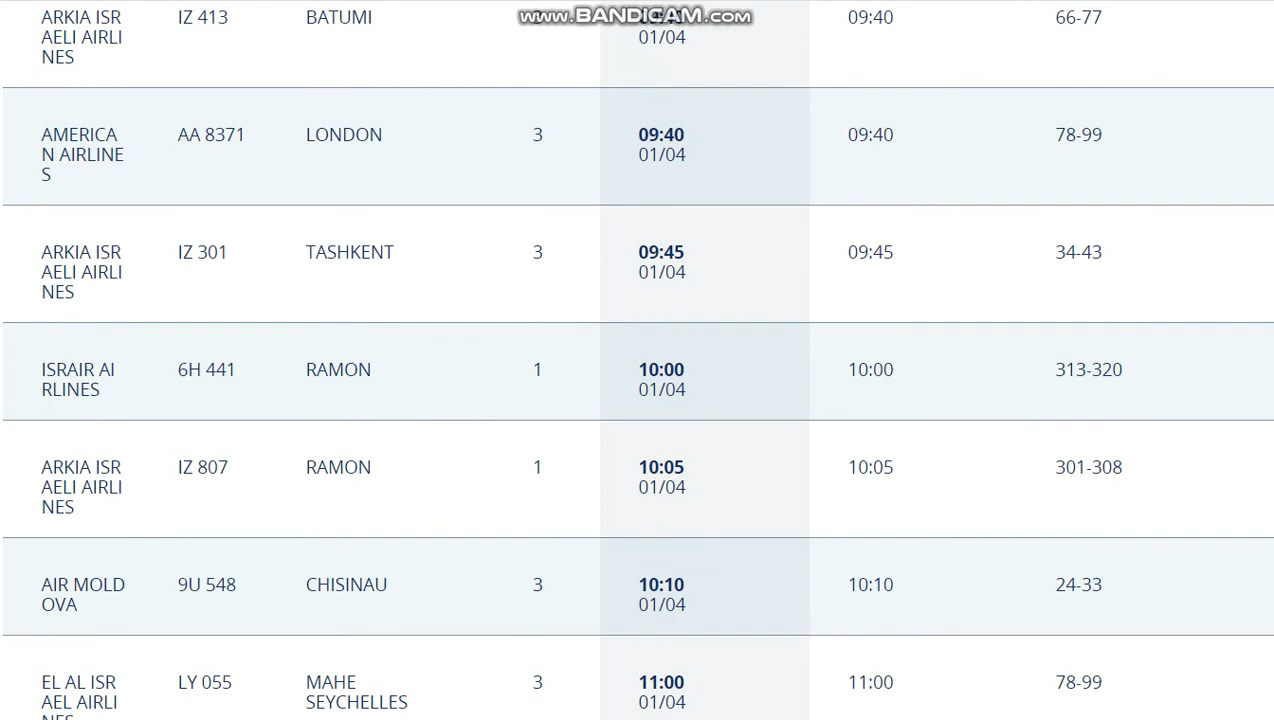 www.BANDICAM.com
ARKIA ISR
AELI AIRLI
NES
IZ 413
BATUMI
01/04
09:40
66-77
AMERICA
N AIRLINE
S
AA 8371
LONDON
3
09:40
01/04
09:40
78-99
ARKIA ISR
AELI AIRLI
NES
IZ 301
TASHKENT
3
09:45
01/04
09:45
34-43
ISRAIR AI
RLINES
6H 441
RAMON
1
10:00
01/04
10:00
313-320
ARKIA ISR
AELI AIRLI
NES
IZ 807
RAMON
1
10:05
01/04
10:05
301-308
AIR MOLD
OVA
9U 548
CHISINAU
3
10:10
01/04
10:10
24-33
EL AL ISR
AEL AIRLI
NES
LY 055
MAHE
SEYCHELLES
3
11:00
01/04
11:00
78-99